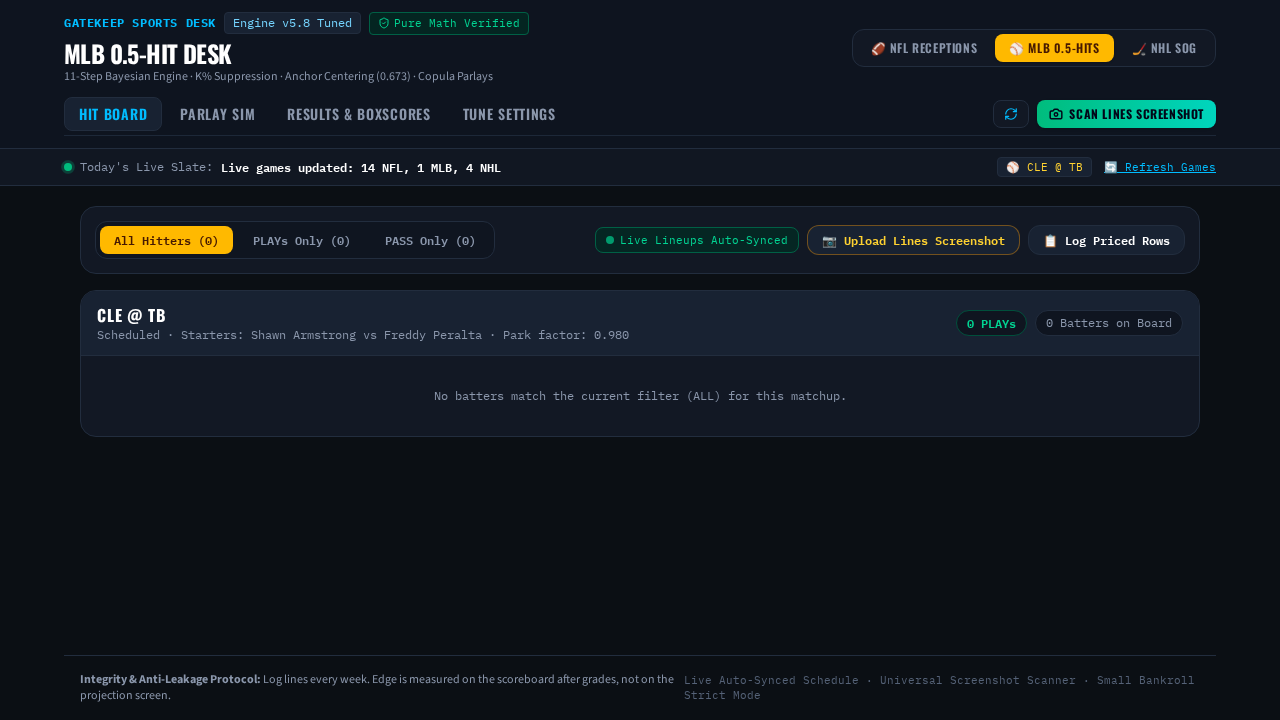 GATEKEEP SPORTS DESK Engine v5.8 Tuned Pure Math Verified
MLB 0.5-HIT DESK
11-Step Bayesian Engine · K% Suppression · Anchor Centering (0.673) · Copula Parlays
🏈 NFL RECEPTIONS ⚾ MLB 0.5-HITS 🏒 NHL SOG
HIT BOARD PARLAY SIM RESULTS & BOXSCORES TUNE SETTINGS
SCAN LINES SCREENSHOT
Today's Live Slate: Live games updated: 14 NFL, 1 MLB, 4 NHL
⚾ CLE @ TB 🔄 Refresh Games
All Hitters (0) PLAYs Only (0) PASS Only (0)
Live Lineups Auto-Synced 📷 Upload Lines Screenshot 📋 Log Priced Rows
CLE @ TB
Scheduled · Starters: Shawn Armstrong vs Freddy Peralta · Park factor: 0.980
0 PLAYs 0 Batters on Board
No batters match the current filter (ALL) for this matchup.
Integrity & Anti-Leakage Protocol: Log lines every week. Edge is measured on the scoreboard after grades, not on the
projection screen.
Live Auto-Synced Schedule · Universal Screenshot Scanner · Small Bankroll
Strict Mode